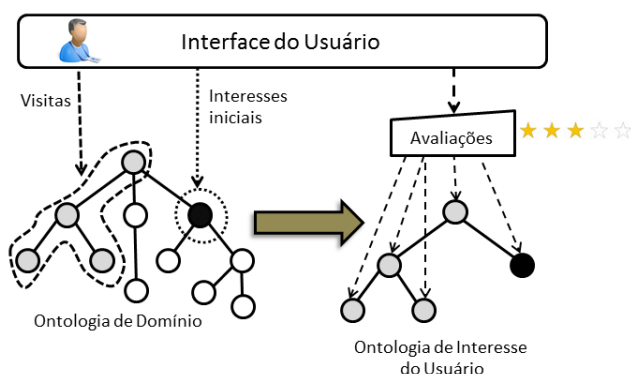 Interface do Usuário
Visitas
Interesses
iniciais
Avaliações
Ontologia de Domínio
Ontologia de Interesse
do Usuário